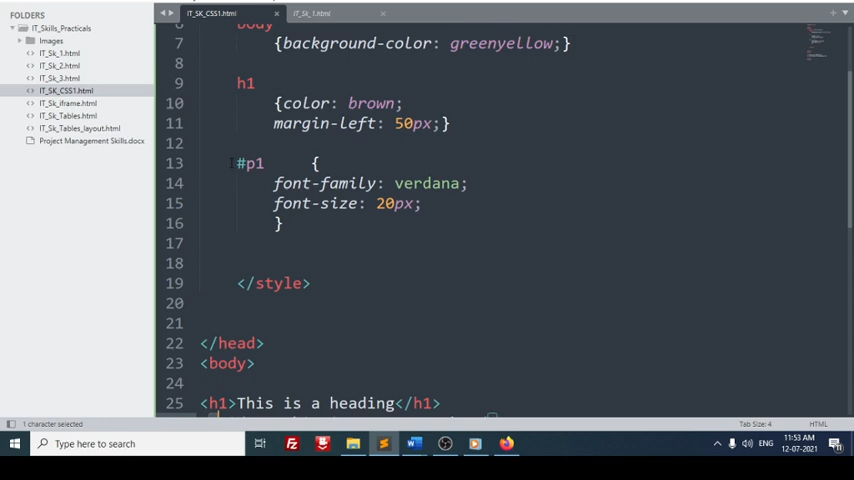 FOLDERS
IT_Skills_Practicals
Images
IT_Sk_1.html
IT_Sk_2.html
IT_Sk_3.html
IT_SK_CSS1.html
IT_Sk_iframe.html
IT_Sk_Tables.html
IT_Sk_Tables_layout.html
Project Management Skills.docx
IT_SK_CSS1.html ×
IT_Sk_1.html ×
6 body
7 {background-color: greenyellow;}
8
9 h1
10 {color: brown;
11 margin-left: 50px;}
12
13 #p1 {
14 font-family: verdana;
15 font-size: 20px;
16 }
17
18
19 </style>
20
21
22 </head>
23 <body>
24
25 <h1>This is a heading</h1>
1 character selected
Tab Size: 4
HTML
Type here to search
ENG
11:53 AM
12-07-2021